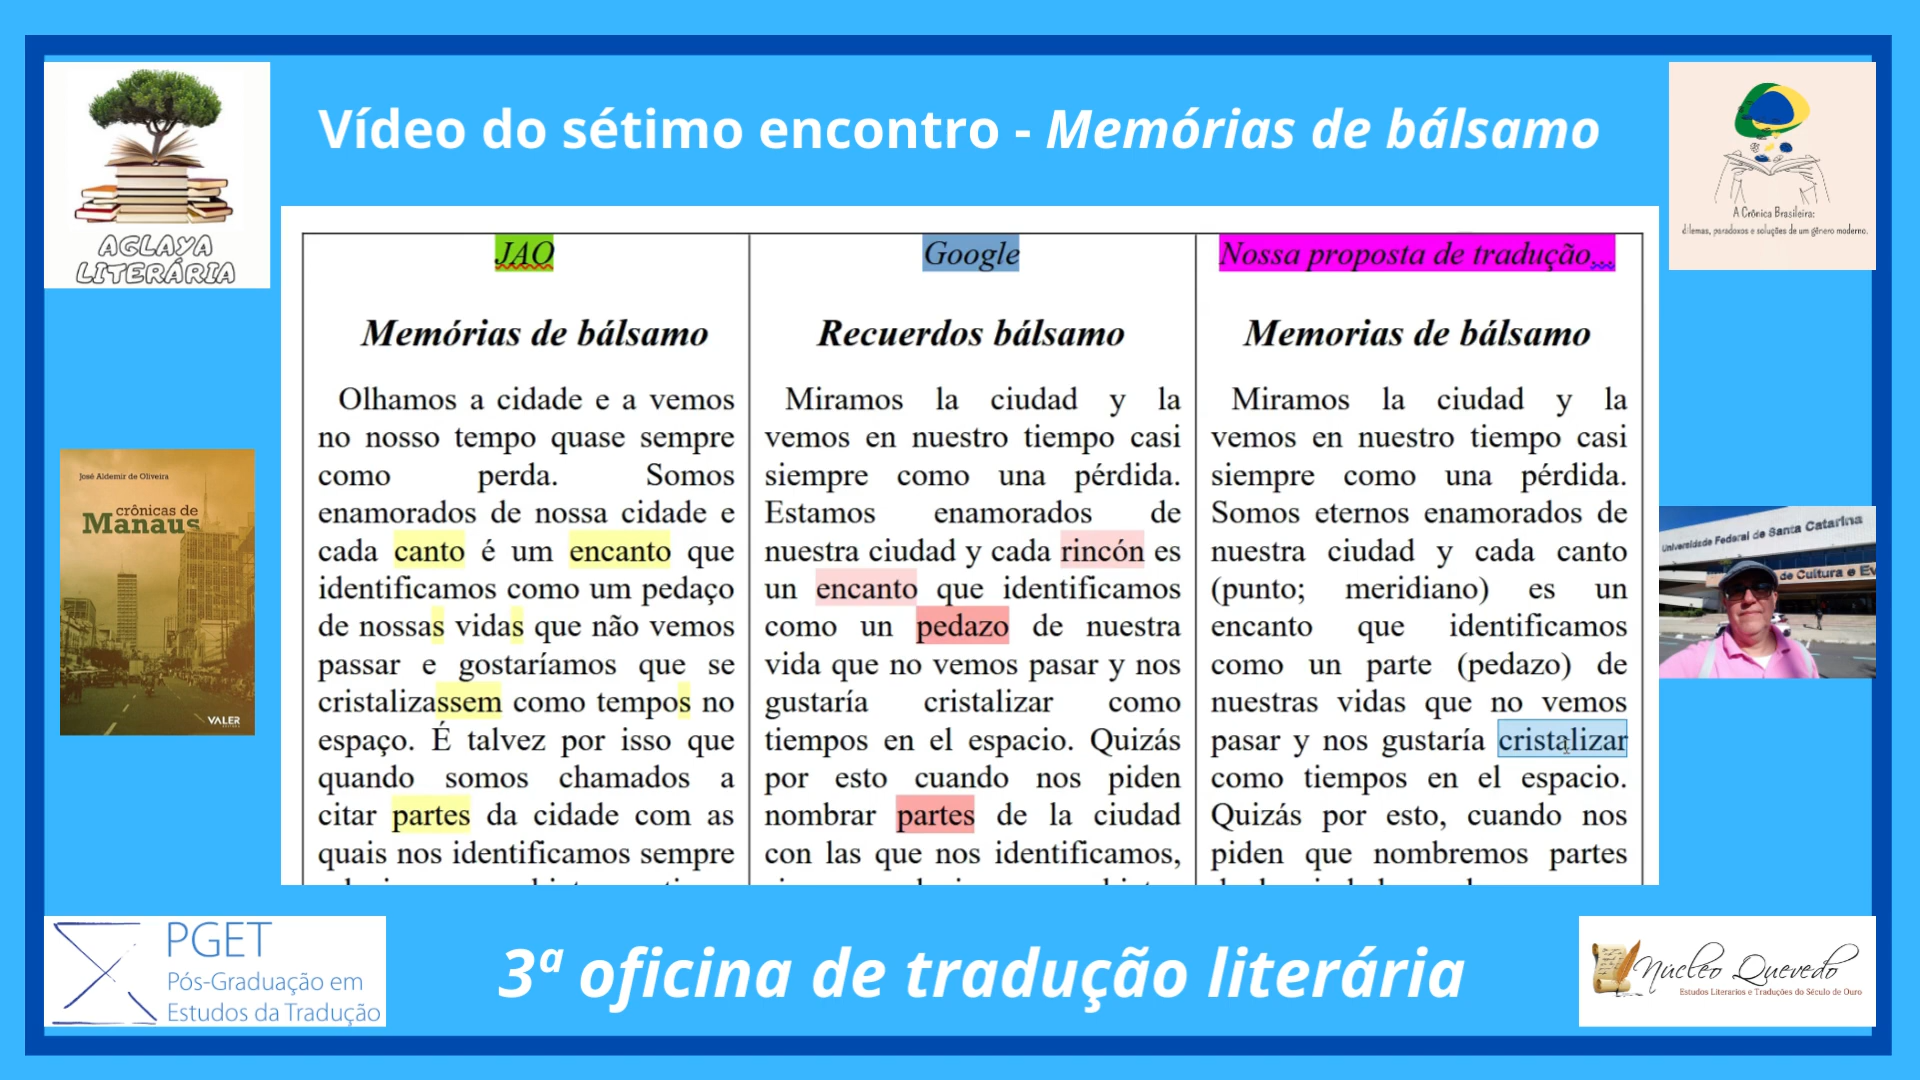 Vídeo do sétimo encontro - Memórias de bálsamo
AGLAYA
LITERÁRIA
A Crônica Brasileira:
dilemas, paradoxos e soluções de um gênero moderno.
JAO
Memórias de bálsamo
Olhamos a cidade e a vemos
no nosso tempo quase sempre
como perda. Somos
enamorados de nossa cidade e
cada canto é um encanto que
identificamos como um pedaço
de nossas vidas que não vemos
passar e gostaríamos que se
cristalizassem como tempos no
espaço. É talvez por isso que
quando somos chamados a
citar partes da cidade com as
quais nos identificamos sempre
Google
Recuerdos bálsamo
Miramos la ciudad y la
vemos en nuestro tiempo casi
siempre como una pérdida.
Estamos enamorados de
nuestra ciudad y cada rincón es
un encanto que identificamos
como un pedazo de nuestra
vida que no vemos pasar y nos
gustaría cristalizar como
tiempos en el espacio. Quizás
por esto cuando nos piden
nombrar partes de la ciudad
con las que nos identificamos,
Nossa proposta de tradução...
Memorias de bálsamo
Miramos la ciudad y la
vemos en nuestro tiempo casi
siempre como una pérdida.
Somos eternos enamorados de
nuestra ciudad y cada canto
(punto; meridiano) es un
encanto que identificamos
como un parte (pedazo) de
nuestras vidas que no vemos
pasar y nos gustaría cristalizar
como tiempos en el espacio.
Quizás por esto, cuando nos
piden que nombremos partes
José Aldemir de Oliveira
crônicas de
Manaus
VALER
Universidade Federal de Santa Catarina
de Cultura e Ev
PGET
Pós-Graduação em
Estudos da Tradução
3ª oficina de tradução literária
Núcleo Quevedo
Estudos Literarios e Traduções do Século de Ouro